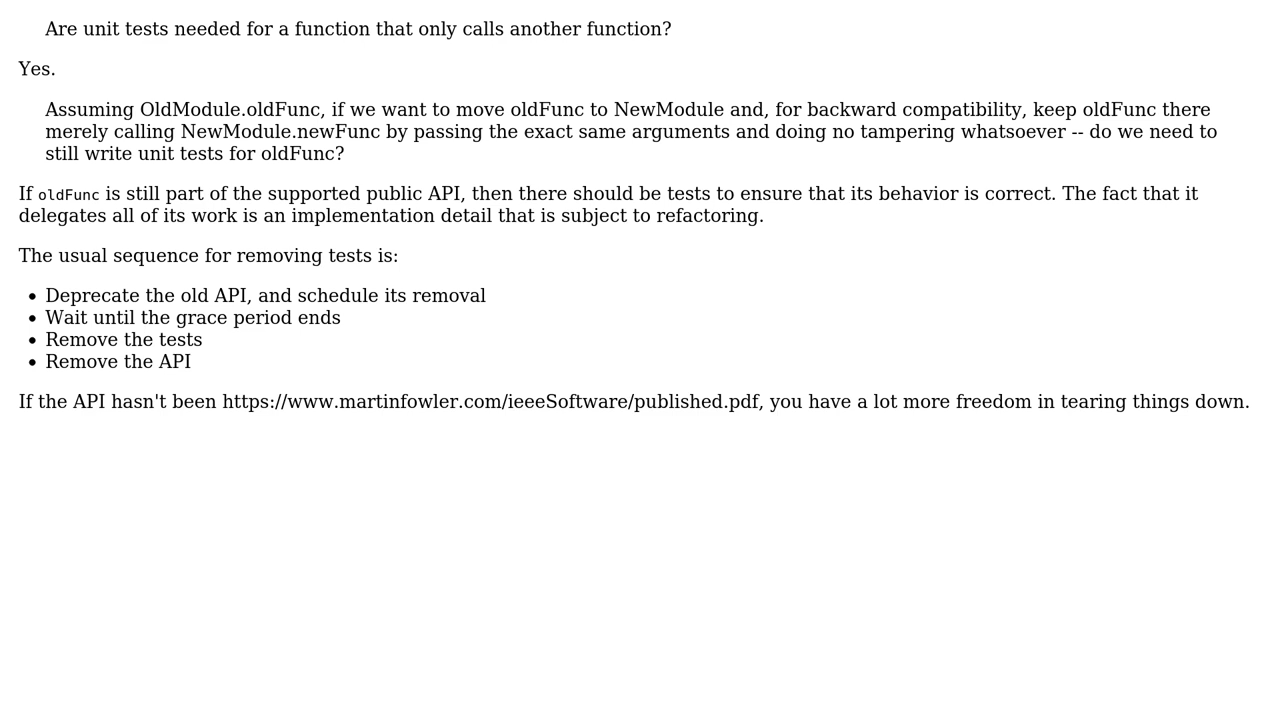 Are unit tests needed for a function that only calls another function?
Yes.
Assuming OldModule.oldFunc, if we want to move oldFunc to NewModule and, for backward compatibility, keep oldFunc there
merely calling NewModule.newFunc by passing the exact same arguments and doing no tampering whatsoever -- do we need to
still write unit tests for oldFunc?
If oldFunc is still part of the supported public API, then there should be tests to ensure that its behavior is correct. The fact that it
delegates all of its work is an implementation detail that is subject to refactoring.
The usual sequence for removing tests is:
• Deprecate the old API, and schedule its removal
• Wait until the grace period ends
• Remove the tests
• Remove the API
If the API hasn't been https://www.martinfowler.com/ieeeSoftware/published.pdf, you have a lot more freedom in tearing things down.